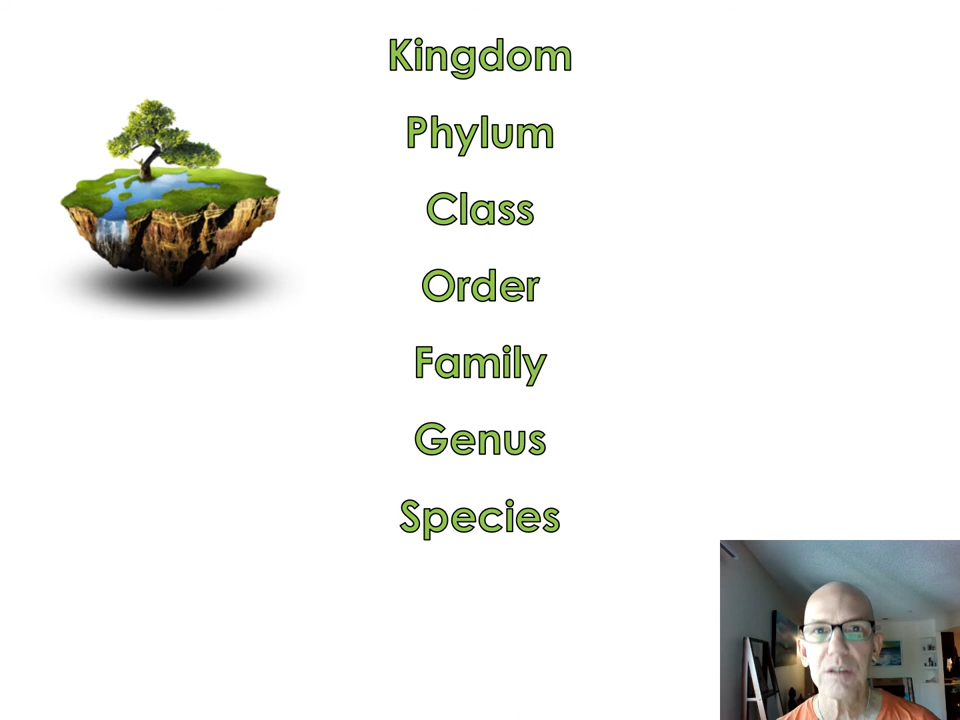 Kingdom
Phylum
Class
Order
Family
Genus
Species